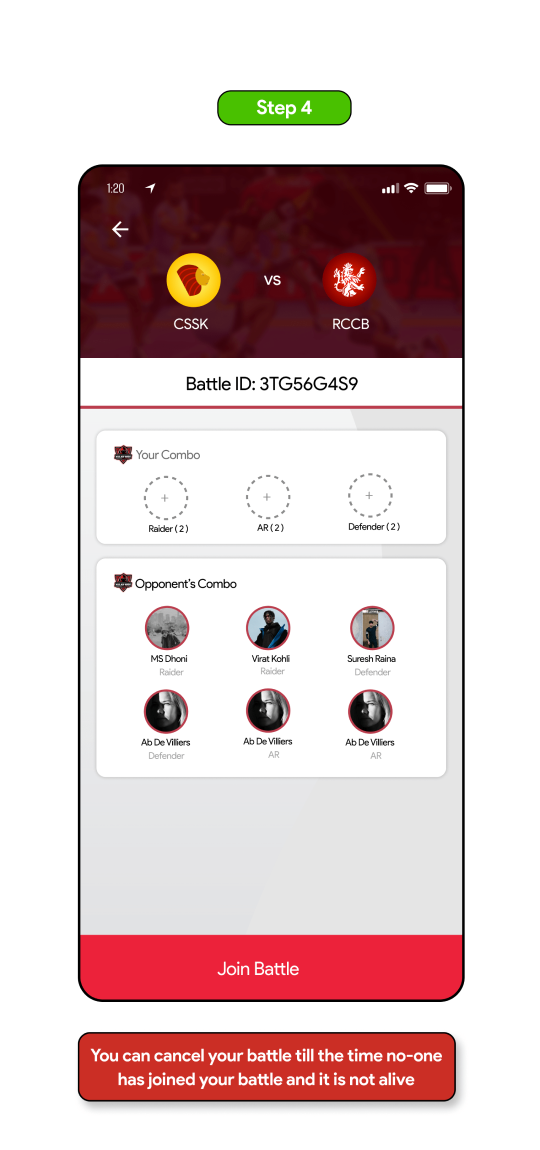 Step 4
1:20
CSSK
VS
RCCB
Battle ID: 3TG56G4S9
Your Combo
+ + +
Raider ( 2 ) AR ( 2 ) Defender ( 2 )
Opponent's Combo
MS Dhoni Virat Kohli Suresh Raina
Raider Raider Defender
Ab De Villiers Ab De Villiers Ab De Villiers
Defender AR AR
Join Battle
You can cancel your battle till the time no-one
has joined your battle and it is not alive